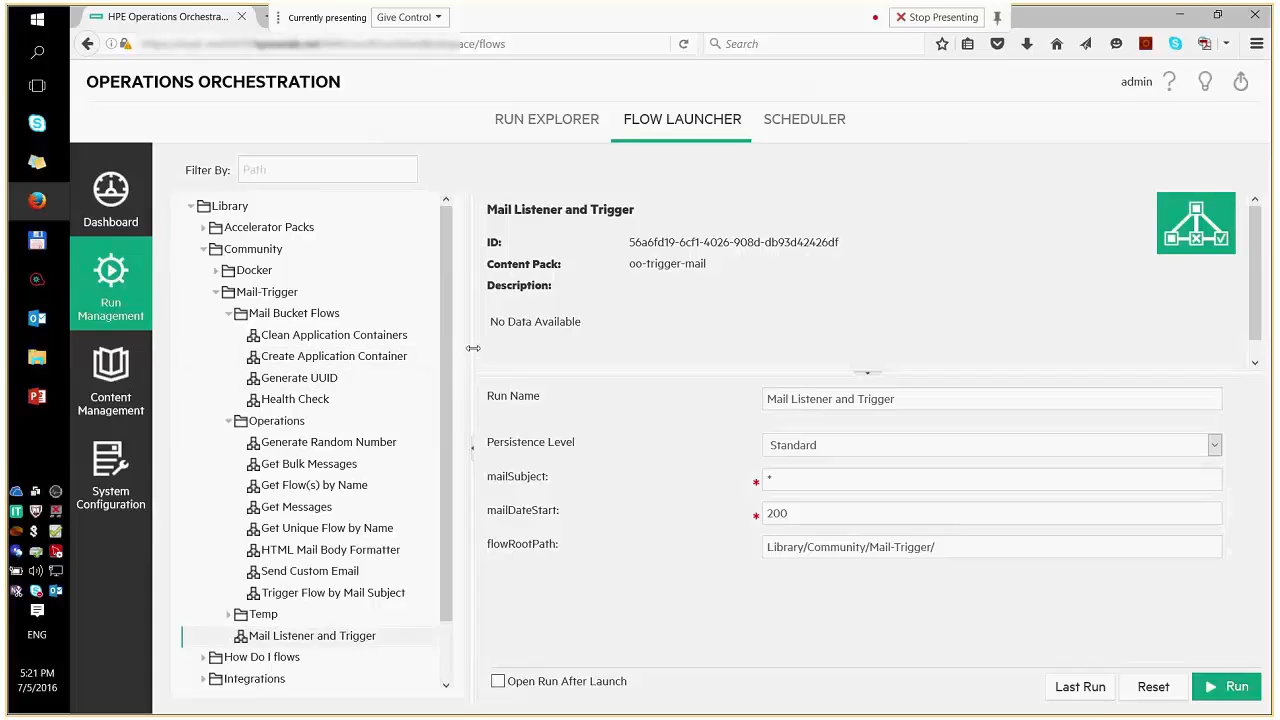 HPE Operations Orchestra...
Currently presenting
Give Control
Stop Presenting
ace/flows
Search
OPERATIONS ORCHESTRATION
admin
RUN EXPLORER
FLOW LAUNCHER
SCHEDULER
Dashboard
Run
Management
Content
Management
System
Configuration
Filter By:
Path
Library
Accelerator Packs
Community
Docker
Mail-Trigger
Mail Bucket Flows
Clean Application Containers
Create Application Container
Generate UUID
Health Check
Operations
Generate Random Number
Get Bulk Messages
Get Flow(s) by Name
Get Messages
Get Unique Flow by Name
HTML Mail Body Formatter
Send Custom Email
Trigger Flow by Mail Subject
Temp
Mail Listener and Trigger
How Do I flows
Integrations
Mail Listener and Trigger
ID: 56a6fd19-6cf1-4026-908d-db93d42426df
Content Pack: oo-trigger-mail
Description:
No Data Available
Run Name Mail Listener and Trigger
Persistence Level Standard
mailSubject: * *
mailDateStart: * 200
flowRootPath: Library/Community/Mail-Trigger/
Open Run After Launch
Last Run
Reset
Run
ENG
5:21 PM
7/5/2016